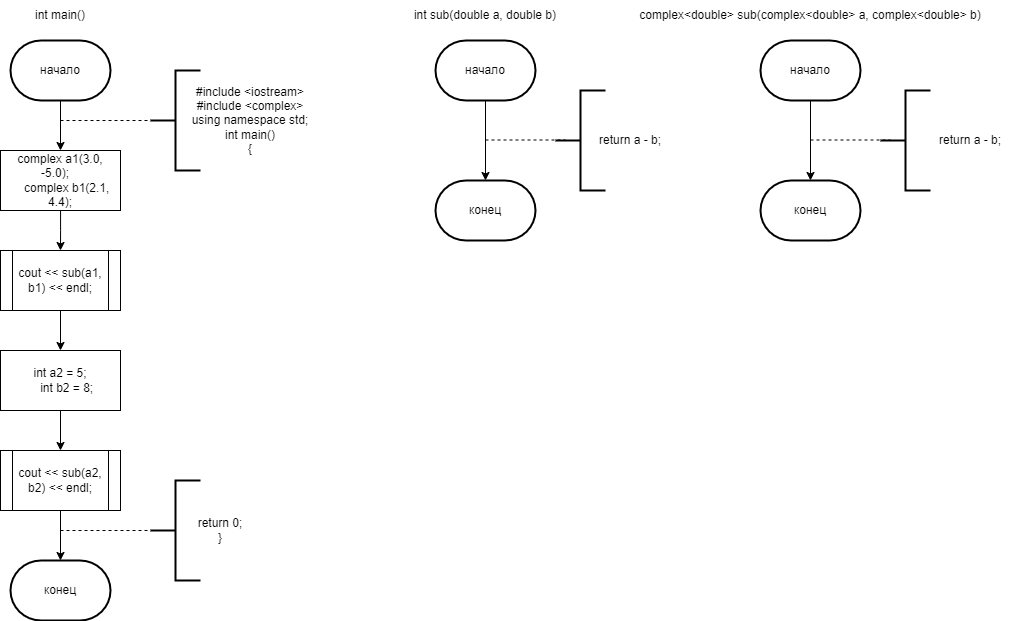 int main()
начало
#include <iostream>
#include <complex>
using namespace std;
int main()
{
complex a1(3.0,
-5.0);
complex b1(2.1,
4.4);
cout << sub(a1,
b1) << endl;
int a2 = 5;
int b2 = 8;
cout << sub(a2,
b2) << endl;
return 0;
}
конец
int sub(double a, double b)
начало
return a - b;
конец
complex<double> sub(complex<double> a, complex<double> b)
начало
return a - b;
конец